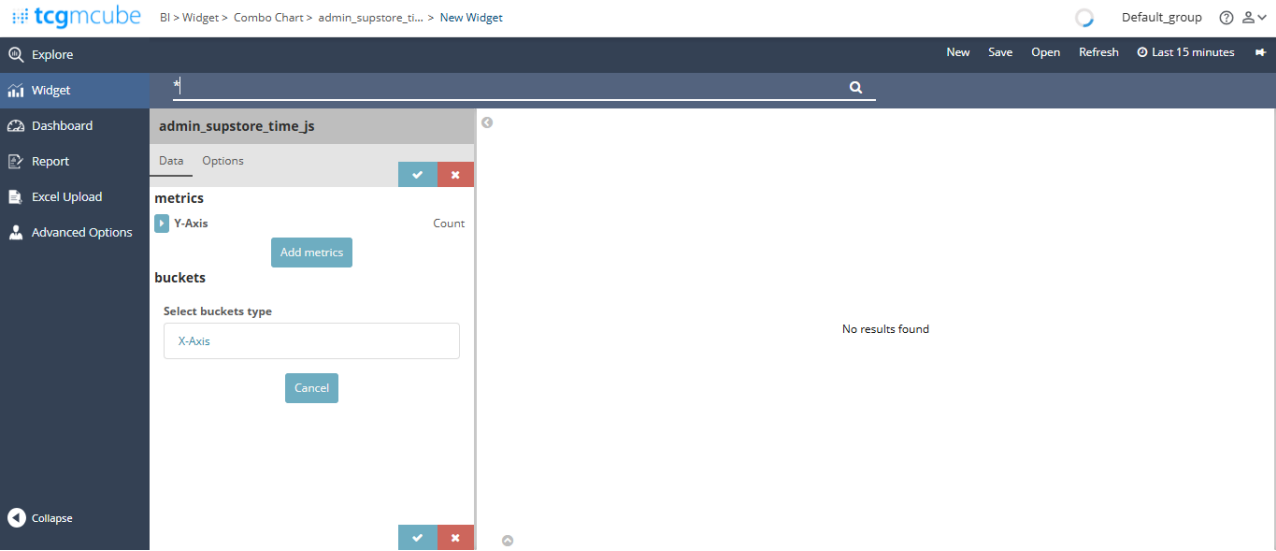 tcgmcube
BI > Widget > Combo Chart > admin_supstore_ti... > New Widget
Default_group
Explore
New Save Open Refresh Last 15 minutes
Widget
*
admin_supstore_time_js
Dashboard
Data Options
Report
metrics
Excel Upload
Y-Axis Count
Advanced Options
Add metrics
buckets
Select buckets type
X-Axis
No results found
Cancel
Collapse